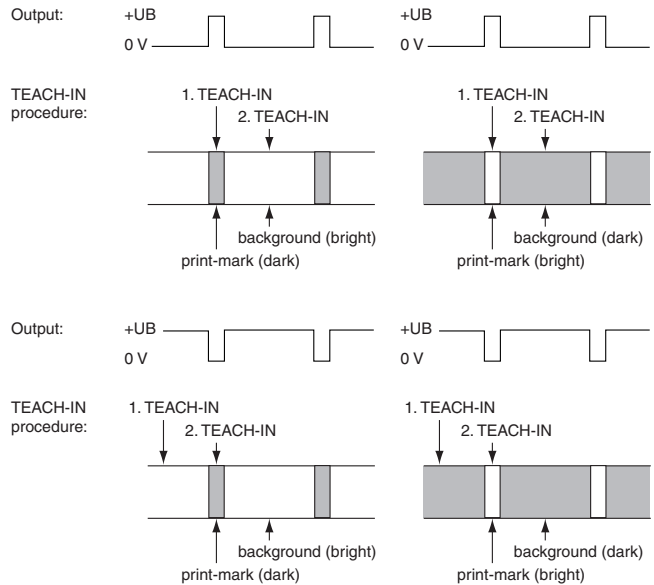 Output: +UB +UB
0 V 0 V
TEACH-IN 1. TEACH-IN 1. TEACH-IN
procedure: 2. TEACH-IN 2. TEACH-IN
background (bright) background (dark)
print-mark (dark) print-mark (bright)
Output: +UB +UB
0 V 0 V
TEACH-IN 1. TEACH-IN 1. TEACH-IN
procedure: 2. TEACH-IN 2. TEACH-IN
background (bright) background (dark)
print-mark (dark) print-mark (bright)